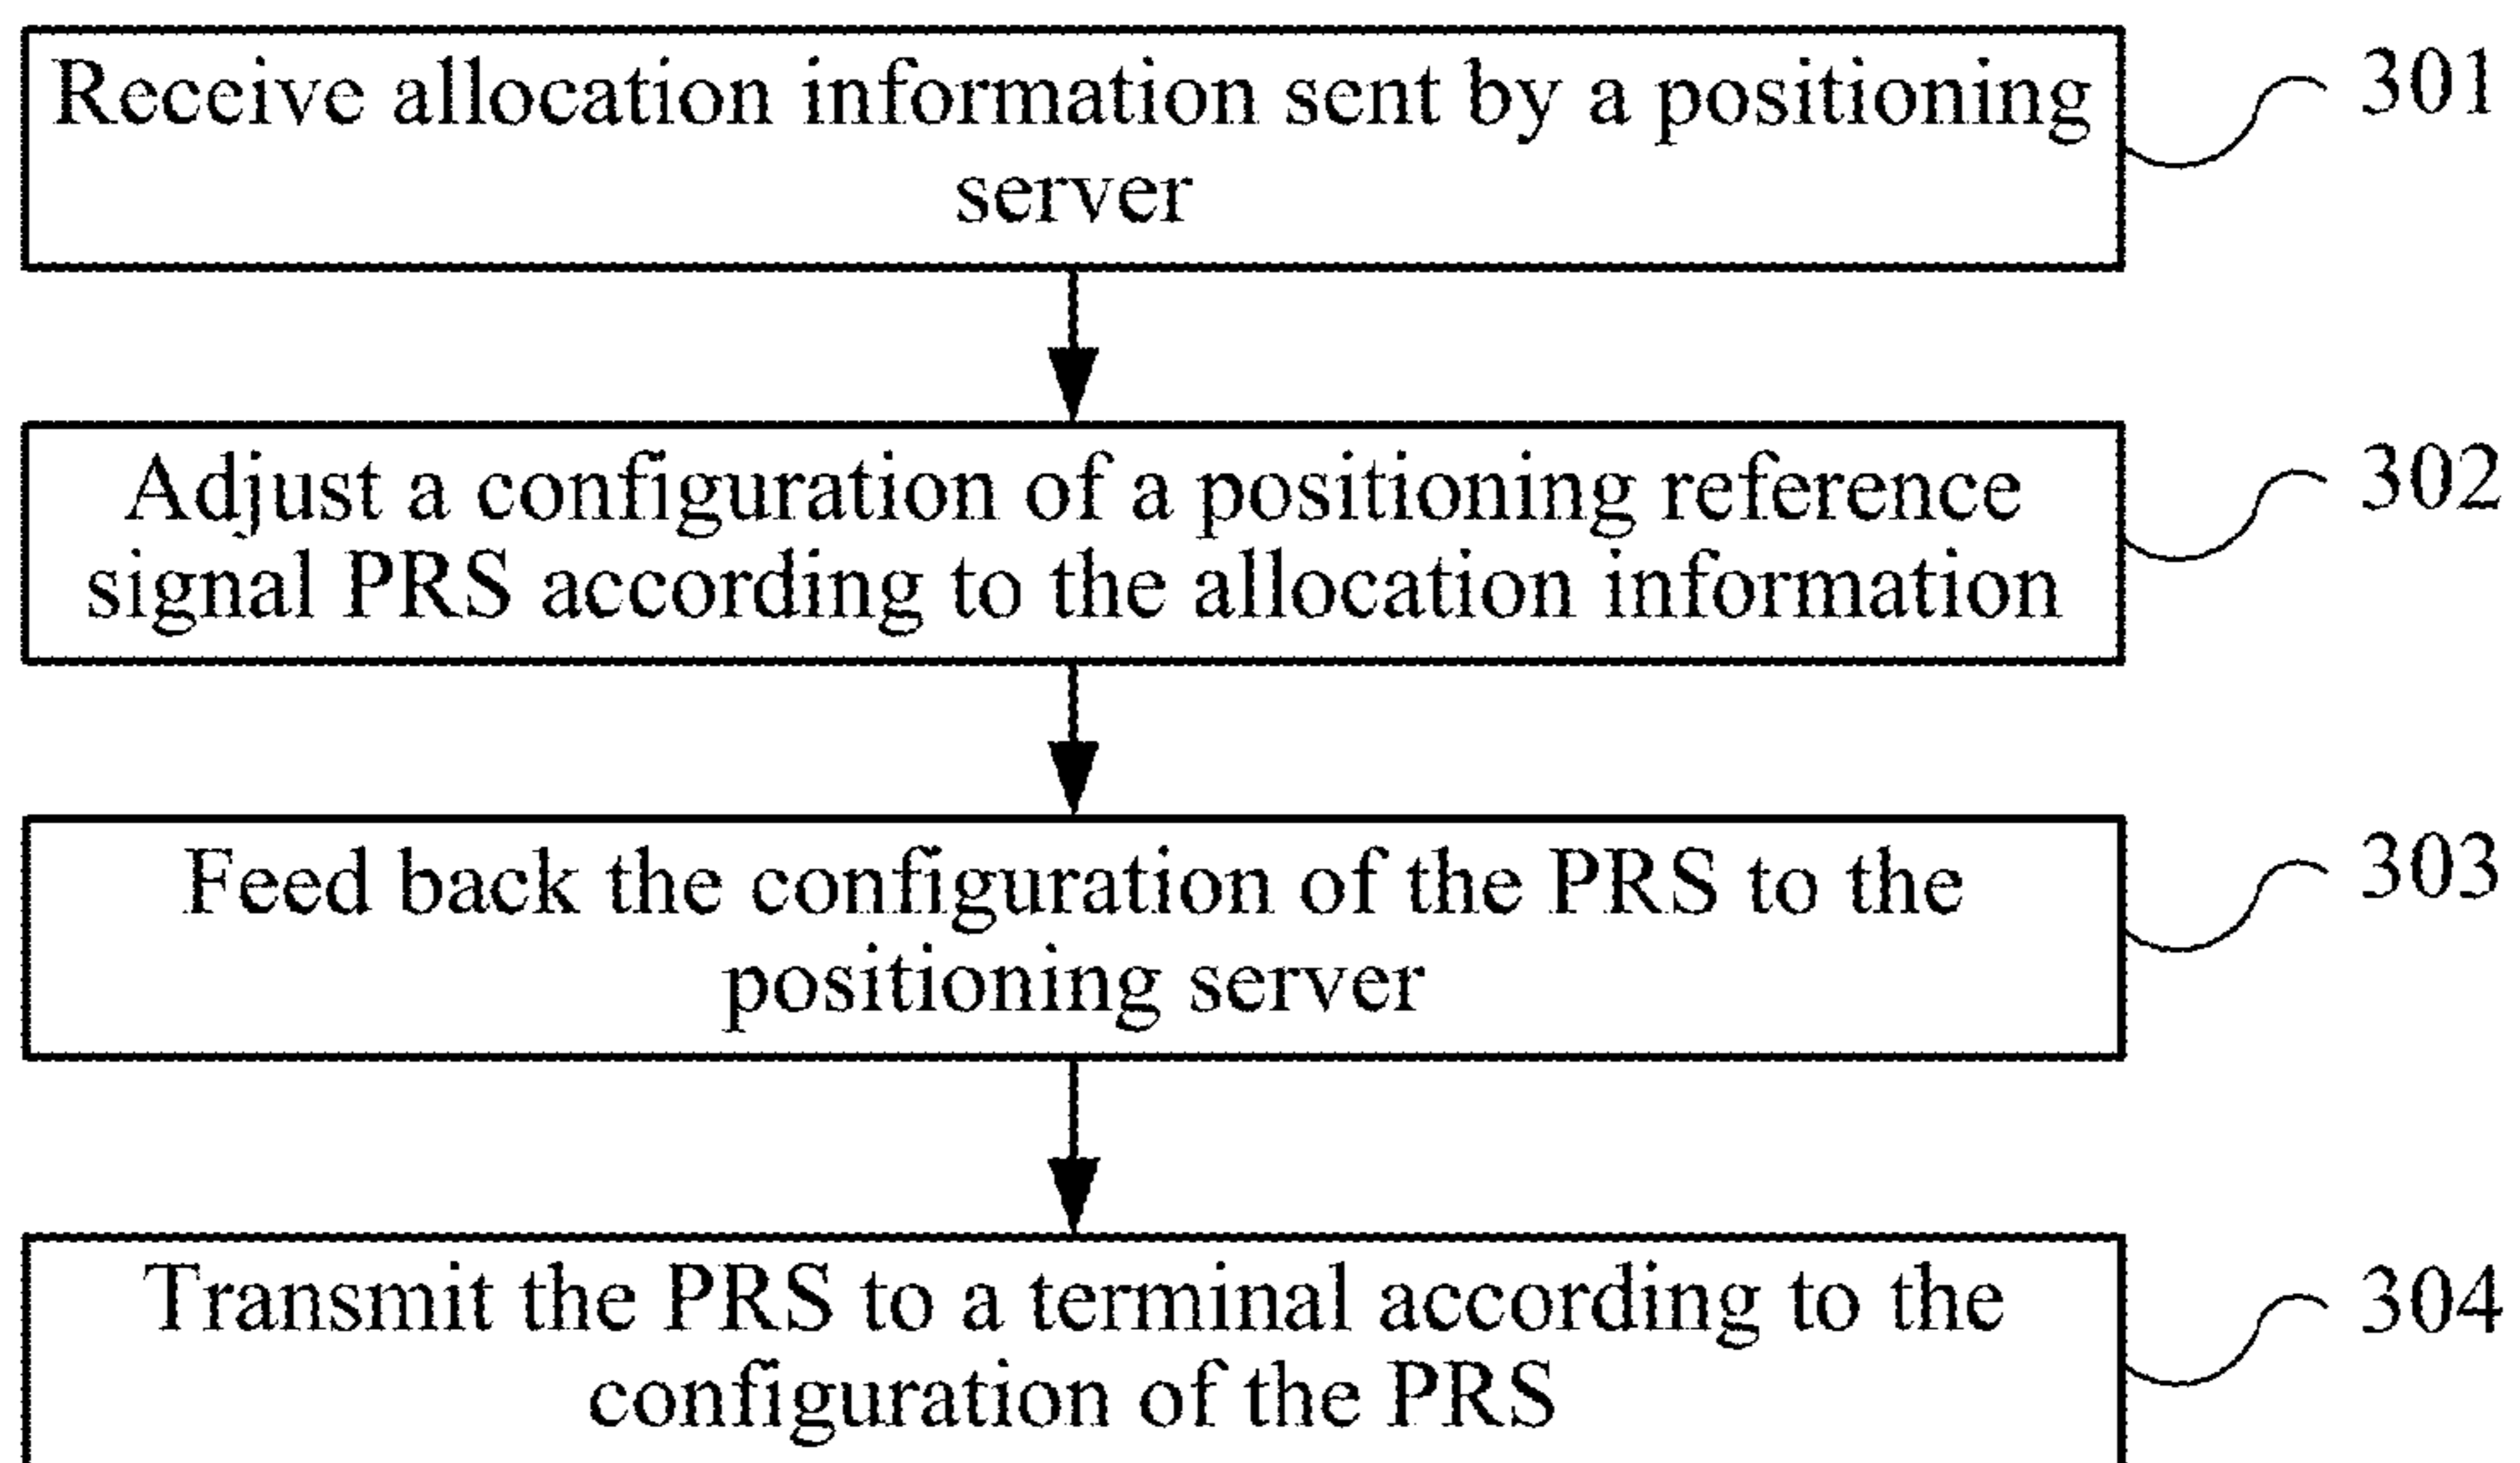 Receive allocation information sent by a positioning
server
301
Adjust a configuration of a positioning reference
signal PRS according to the allocation information
302
Feed back the configuration of the PRS to the
positioning server
303
Transmit the PRS to a terminal according to the
configuration of the PRS
304